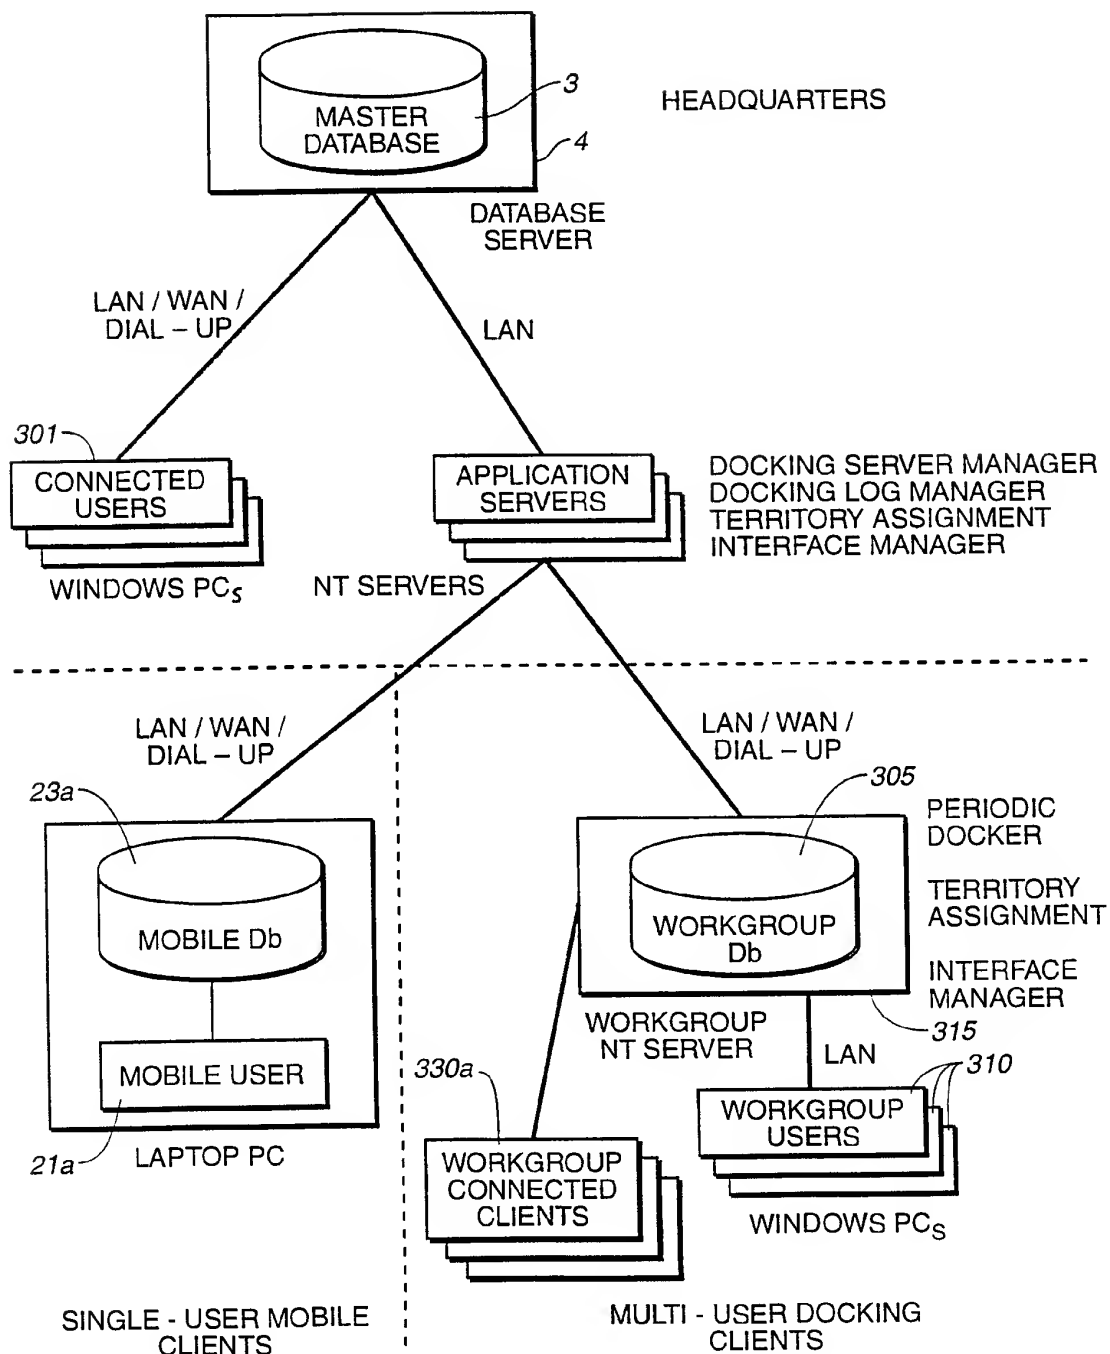 3
MASTER
DATABASE
HEADQUARTERS
4
DATABASE
SERVER
LAN / WAN /
DIAL – UP
LAN
301
CONNECTED
USERS
WINDOWS PCs
APPLICATION
SERVERS
NT SERVERS
DOCKING SERVER MANAGER
DOCKING LOG MANAGER
TERRITORY ASSIGNMENT
INTERFACE MANAGER
LAN / WAN /
DIAL – UP
LAN / WAN /
DIAL – UP
23a
MOBILE Db
MOBILE USER
21a
LAPTOP PC
305
WORKGROUP
Db
PERIODIC
DOCKER
TERRITORY
ASSIGNMENT
INTERFACE
MANAGER
315
WORKGROUP
NT SERVER
LAN
330a
310
WORKGROUP
USERS
WORKGROUP
CONNECTED
CLIENTS
WINDOWS PCS
SINGLE - USER MOBILE
CLIENTS
MULTI - USER DOCKING
CLIENTS